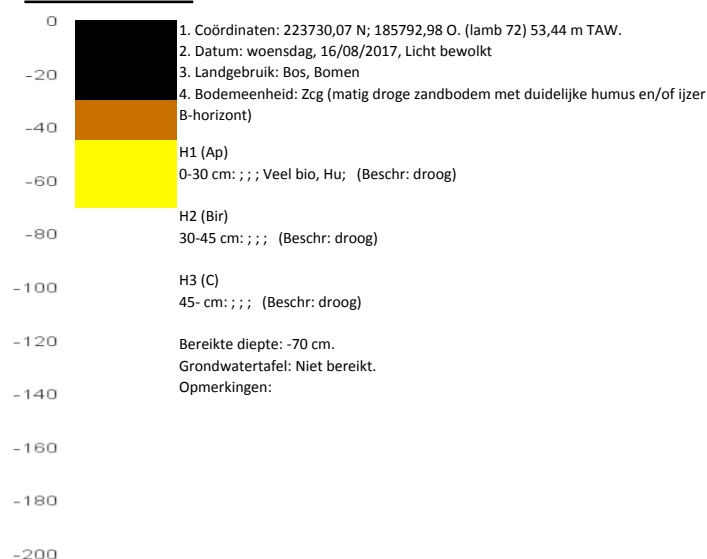 0
-20
-40
-60
-80
-100
-120
-140
-160
-180
-200
1. Coördinaten: 223730,07 N; 185792,98 O. (lamb 72) 53,44 m TAW.
2. Datum: woensdag, 16/08/2017, Licht bewolkt
3. Landgebruik: Bos, Bomen
4. Bodemeenheid: Zcg (matig droge zandbodem met duidelijke humus en/of ijzer
B-horizont)
H1 (Ap)
0-30 cm: ; ; ; Veel bio, Hu; (Beschr: droog)
H2 (Bir)
30-45 cm: ; ; ; (Beschr: droog)
H3 (C)
45- cm: ; ; ; (Beschr: droog)
Bereikte diepte: -70 cm.
Grondwatertafel: Niet bereikt.
Opmerkingen: